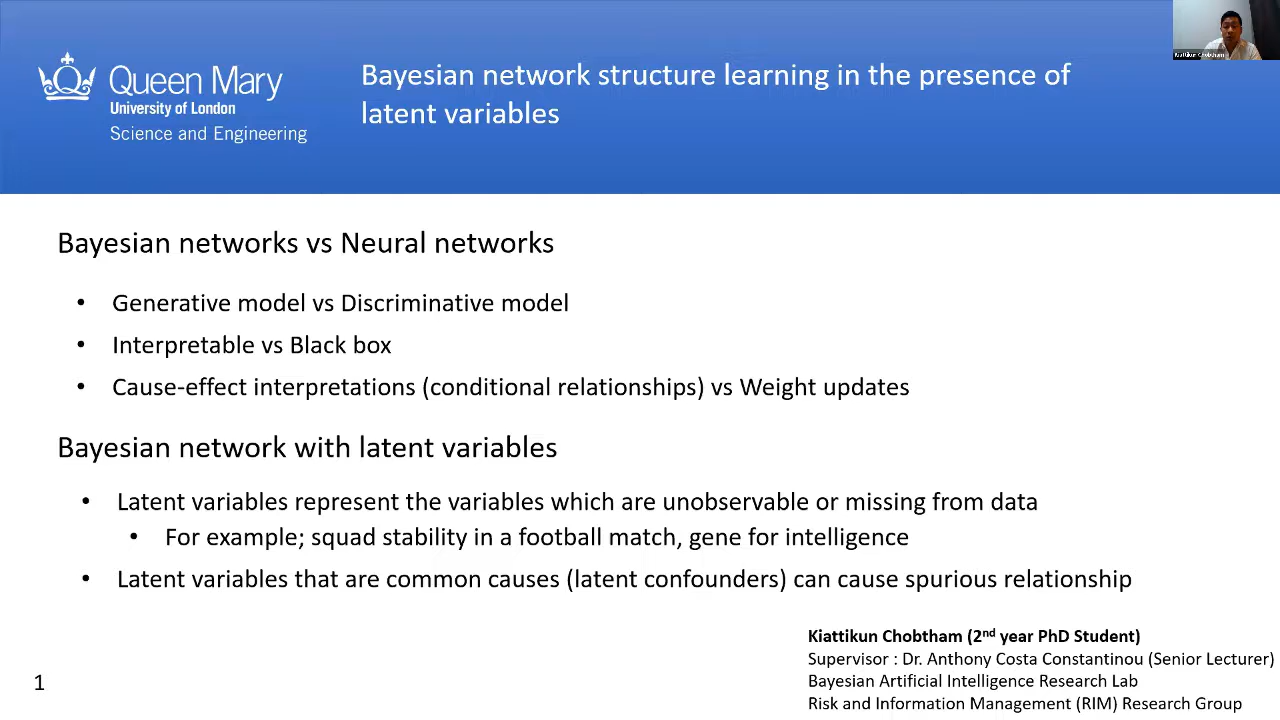 Queen Mary
University of London
Science and Engineering
Bayesian network structure learning in the presence of
latent variables
Kiattikun Chobtham
Bayesian networks vs Neural networks
• Generative model vs Discriminative model
• Interpretable vs Black box
• Cause-effect interpretations (conditional relationships) vs Weight updates
Bayesian network with latent variables
• Latent variables represent the variables which are unobservable or missing from data
• For example; squad stability in a football match, gene for intelligence
• Latent variables that are common causes (latent confounders) can cause spurious relationship
Kiattikun Chobtham (2nd year PhD Student)
Supervisor : Dr. Anthony Costa Constantinou (Senior Lecturer)
Bayesian Artificial Intelligence Research Lab
Risk and Information Management (RIM) Research Group
1